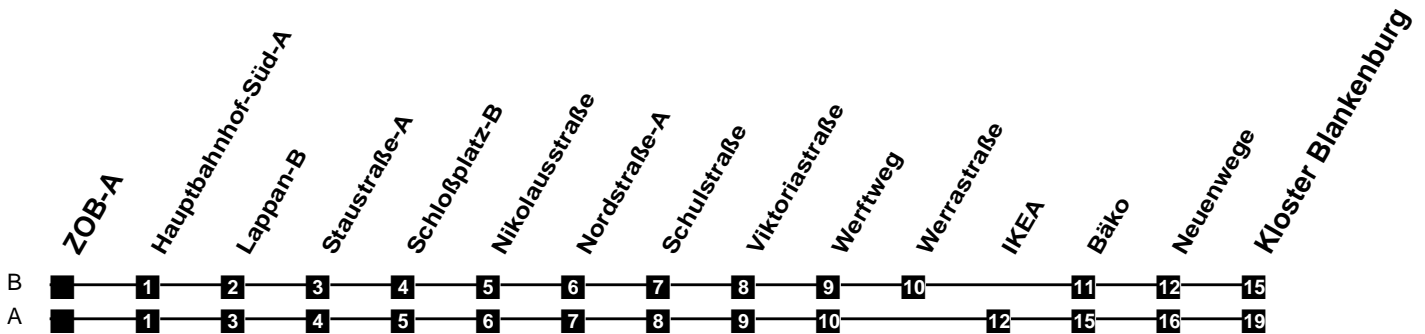 ZOB-A
Hauptbahnhof-Süd-A
Lappan-B
Staustraße-A
Schloßplatz-B
Nikolausstraße
Nordstraße-A
Schulstraße
Viktoriastraße
Werftweg
Werrastraße
IKEA
Bäko
Neuenwege
Kloster Blankenburg
B 1 2 3 4 5 6 7 8 9 10 11 12 15
A 1 3 4 5 6 7 8 9 10 12 15 16 19